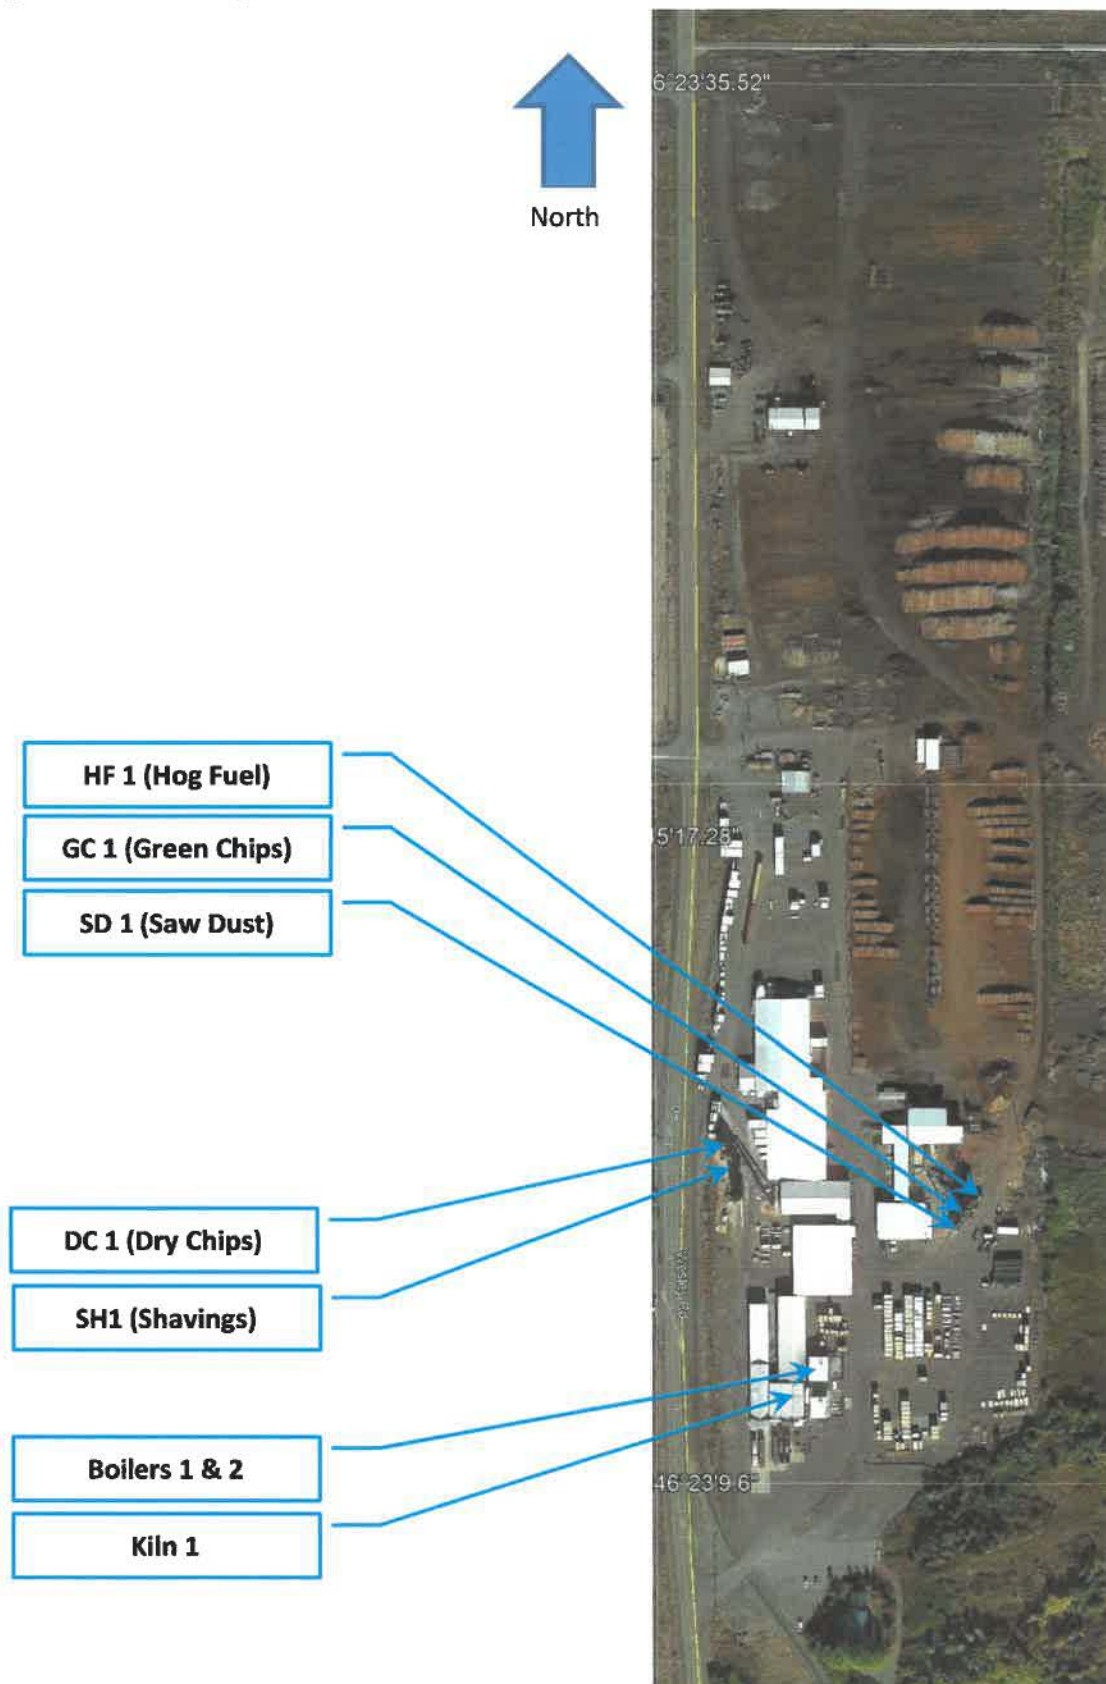 6°23'35.52"
North
HF 1 (Hog Fuel)
GC 1 (Green Chips)
SD 1 (Saw Dust)
5'17.28"
DC 1 (Dry Chips)
SH1 (Shavings)
Boilers 1 & 2
46°23'9.6"
Kiln 1